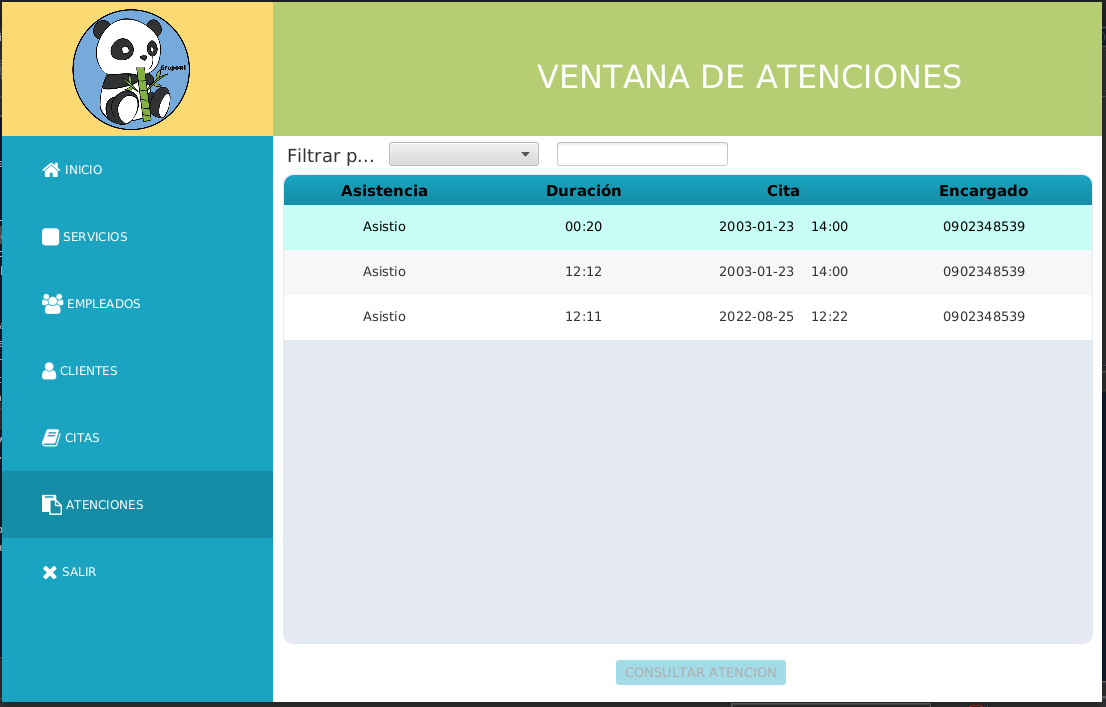 Grupo#1
VENTANA DE ATENCIONES
INICIO
SERVICIOS
EMPLEADOS
CLIENTES
CITAS
ATENCIONES
SALIR
Filtrar p...
Asistencia Duración Cita Encargado
Asistio 00:20 2003-01-23 14:00 0902348539
Asistio 12:12 2003-01-23 14:00 0902348539
Asistio 12:11 2022-08-25 12:22 0902348539
CONSULTAR ATENCION